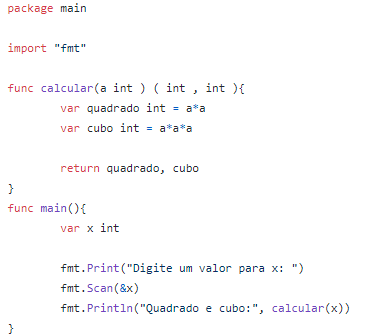 package main
import "fmt"
func calcular(a int ) ( int , int ){
var quadrado int = a*a
var cubo int = a*a*a
return quadrado, cubo
}
func main(){
var x int
fmt.Print("Digite um valor para x: ")
fmt.Scan(&x)
fmt.Println("Quadrado e cubo:", calcular(x))
}